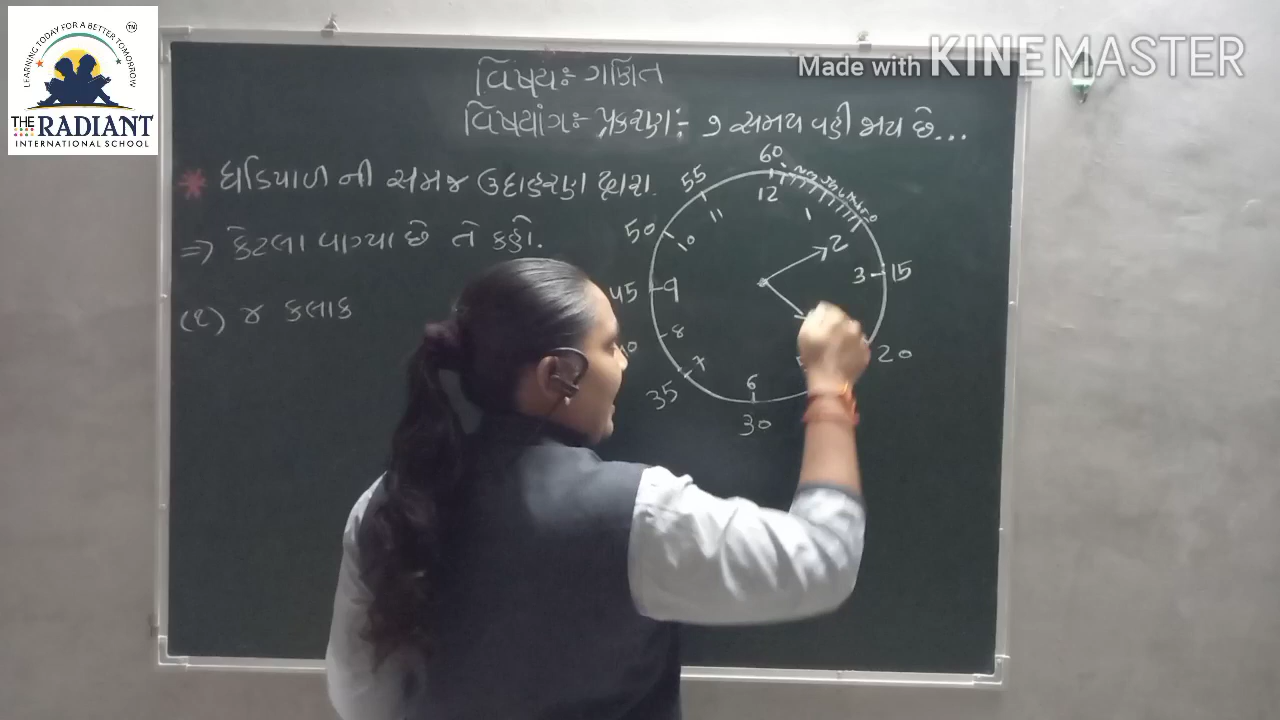 LEARNING TODAY FOR A BETTER TOMORROW
TM
THE RADIANT
INTERNATIONAL SCHOOL
Made with KINEMASTER
વિષયઃ- ગણિત
વિષયાંગઃ- પ્રકરણઃ- ૭ સમય વહી જાય છે...
* ઘડિયાળ ની સમજ ઉદાહરણ દ્વારા.
⇒ કેટલા વાગ્યા છે તે કહો.
(૧) ૪ કલાક
60
55
12
11
1
50
10
2
45
9
3
15
8
20
35
7
6
30